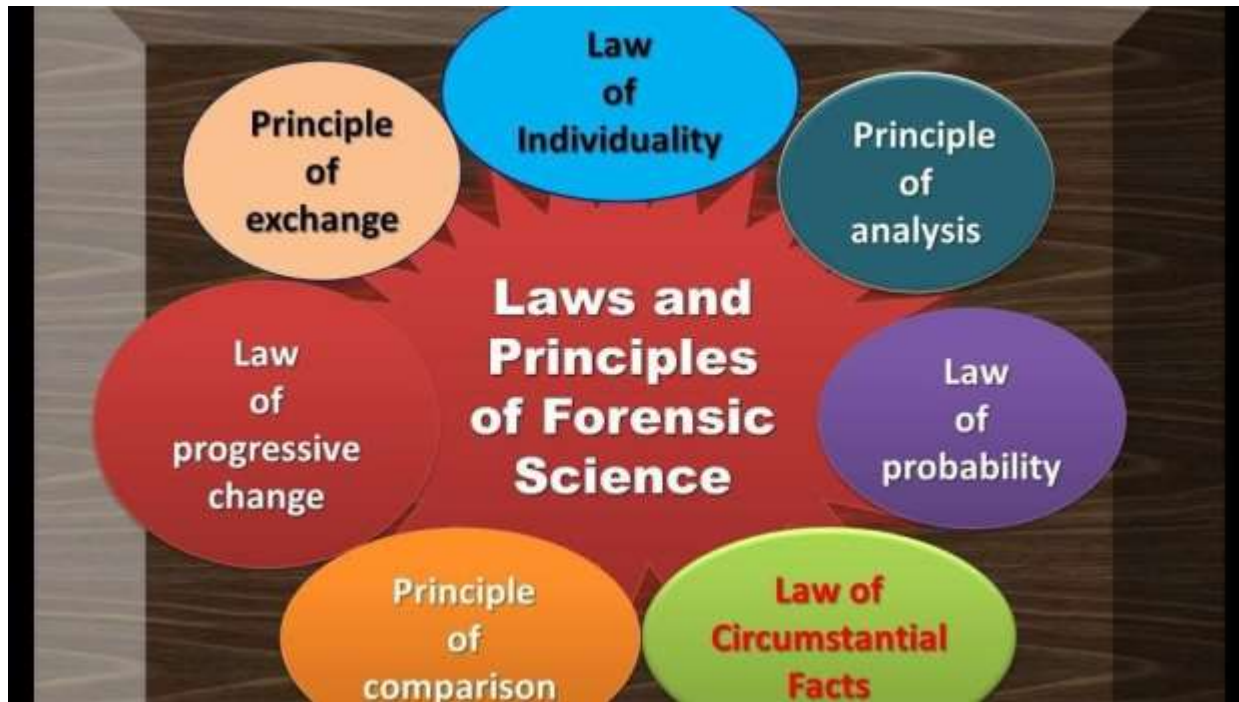 Law
of
Individuality
Principle
of
exchange
Principle
of
analysis
Laws and
Principles
of Forensic
Science
Law
of
progressive
change
Law
of
probability
Principle
of
comparison
Law of
Circumstantial
Facts